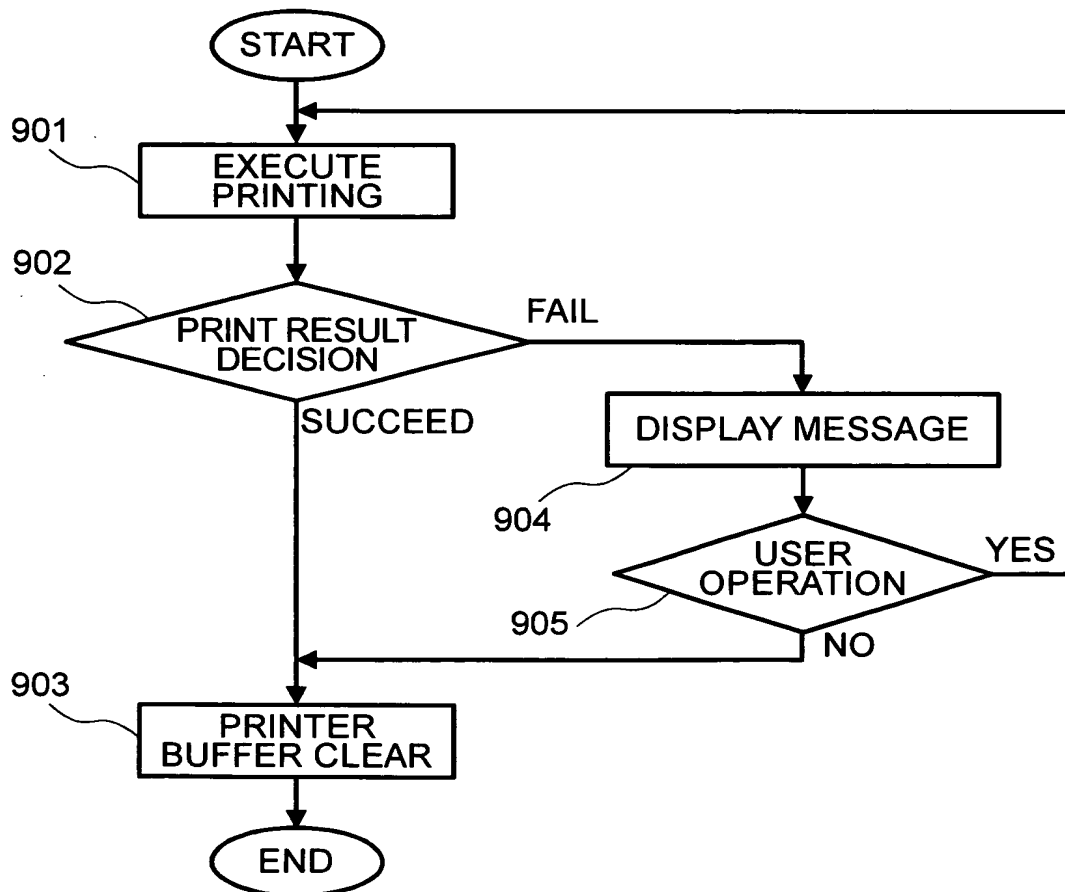 START
901
EXECUTE
PRINTING
902
PRINT RESULT
DECISION
FAIL
SUCCEED
DISPLAY MESSAGE
904
USER
OPERATION
YES
905
NO
903
PRINTER
BUFFER CLEAR
END